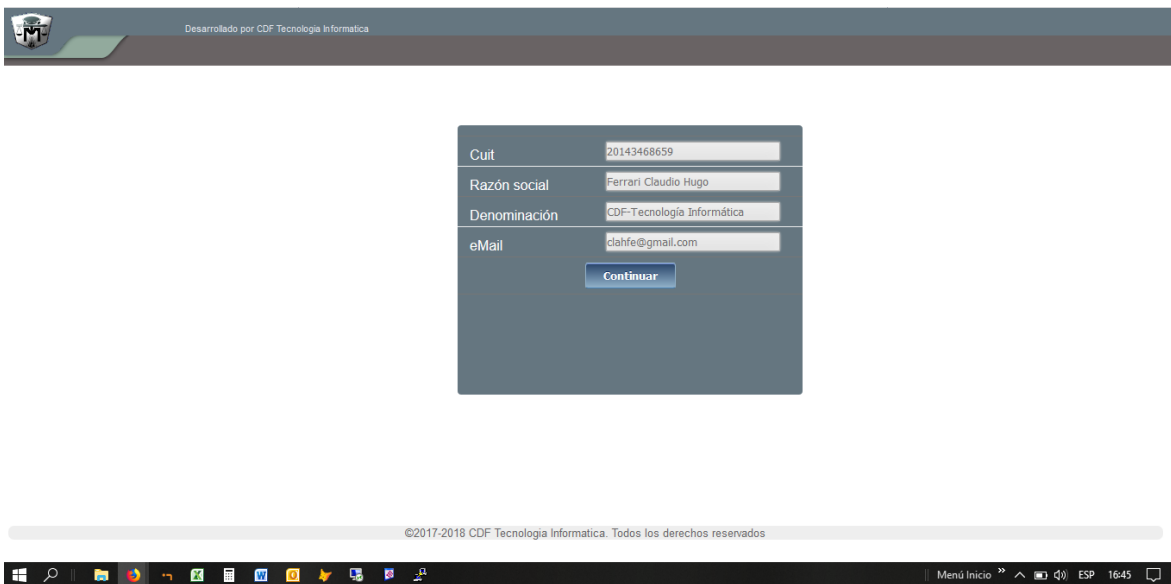 M
Desarrollado por CDF Tecnologia Informatica
Cuit 20143468659
Razón social Ferrari Claudio Hugo
Denominación CDF-Tecnología Informática
eMail clahfe@gmail.com
Continuar
©2017-2018 CDF Tecnologia Informatica. Todos los derechos reservados
Menú Inicio » ESP 16:45